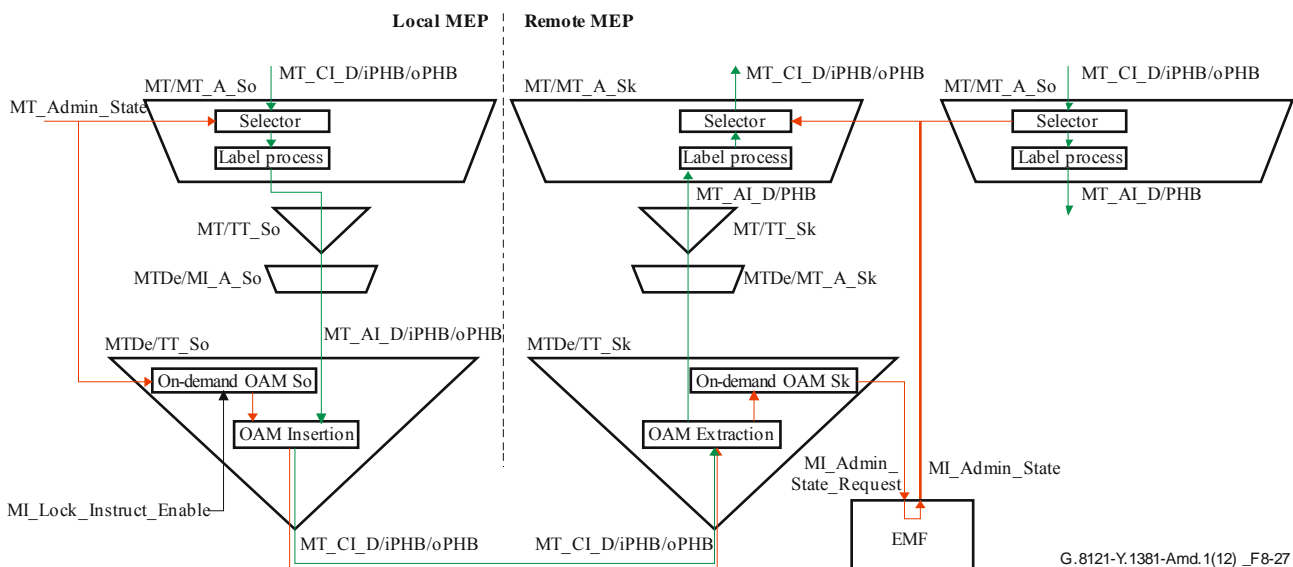 Local MEP
Remote MEP
MT_CI_D/iPHB/oPHB
MT_CI_D/iPHB/oPHB
MT_CI_D/iPHB/oPHB
MT/MT_A_So
MT/MT_A_Sk
MT/MT_A_So
MT_Admin_State
Selector
Selector
Selector
Label process
Label process
Label process
MT_AI_D/PHB
MT_AI_D/PHB
MT/TT_So
MT/TT_Sk
MTDe/MI_A_So
MTDe/MT_A_Sk
MT_AI_D/iPHB/oPHB
MTDe/TT_So
MTDe/TT_Sk
On-demand OAM So
On-demand OAM Sk
OAM Insertion
OAM Extraction
MI_Admin_
State_Request
MI_Admin_State
MI_Lock_Instruct_Enable
MT_CI_D/iPHB/oPHB
MT_CI_D/iPHB/oPHB
EMF
G.8121-Y.1381-Amd.1(12)_F8-27